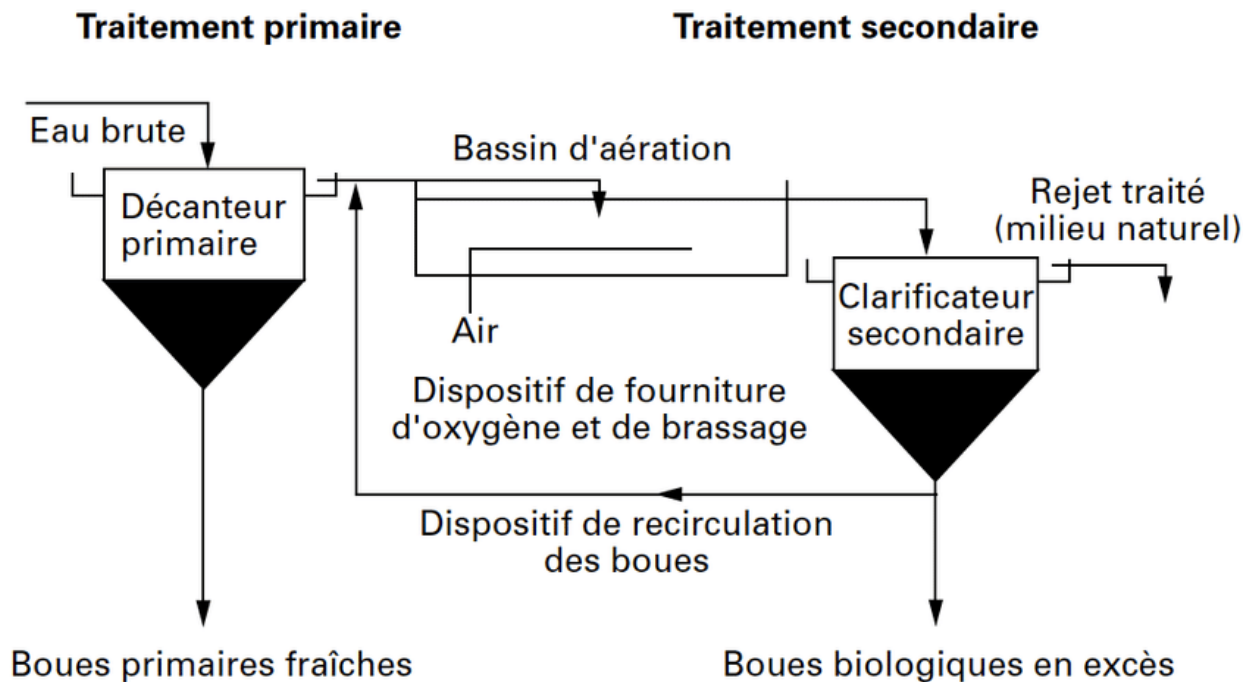 Traitement primaire
Traitement secondaire
Eau brute
Décanteur
primaire
Bassin d'aération
Air
Dispositif de fourniture
d'oxygène et de brassage
Rejet traité
(milieu naturel)
Clarificateur
secondaire
Dispositif de recirculation
des boues
Boues primaires fraîches
Boues biologiques en excès